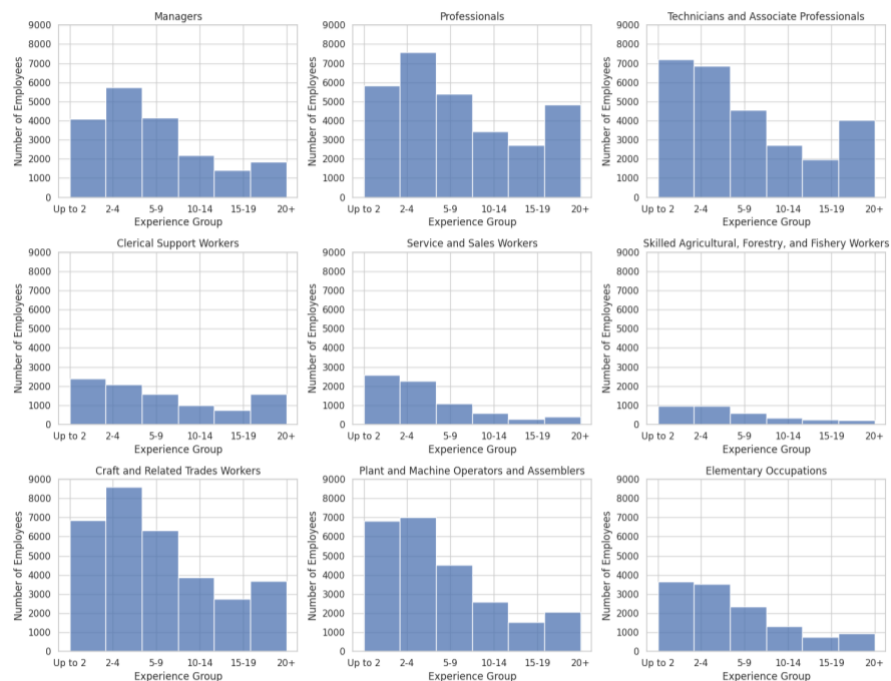 Managers
Number of Employees
9000
8000
7000
6000
5000
4000
3000
2000
1000
0
Up to 2 2-4 5-9 10-14 15-19 20+
Experience Group
Professionals
Number of Employees
9000
8000
7000
6000
5000
4000
3000
2000
1000
0
Up to 2 2-4 5-9 10-14 15-19 20+
Experience Group
Technicians and Associate Professionals
Number of Employees
9000
8000
7000
6000
5000
4000
3000
2000
1000
0
Up to 2 2-4 5-9 10-14 15-19 20+
Experience Group
Clerical Support Workers
Number of Employees
9000
8000
7000
6000
5000
4000
3000
2000
1000
0
Up to 2 2-4 5-9 10-14 15-19 20+
Experience Group
Service and Sales Workers
Number of Employees
9000
8000
7000
6000
5000
4000
3000
2000
1000
0
Up to 2 2-4 5-9 10-14 15-19 20+
Experience Group
Skilled Agricultural, Forestry, and Fishery Workers
Number of Employees
9000
8000
7000
6000
5000
4000
3000
2000
1000
0
Up to 2 2-4 5-9 10-14 15-19 20+
Experience Group
Craft and Related Trades Workers
Number of Employees
9000
8000
7000
6000
5000
4000
3000
2000
1000
0
Up to 2 2-4 5-9 10-14 15-19 20+
Experience Group
Plant and Machine Operators and Assemblers
Number of Employees
9000
8000
7000
6000
5000
4000
3000
2000
1000
0
Up to 2 2-4 5-9 10-14 15-19 20+
Experience Group
Elementary Occupations
Number of Employees
9000
8000
7000
6000
5000
4000
3000
2000
1000
0
Up to 2 2-4 5-9 10-14 15-19 20+
Experience Group